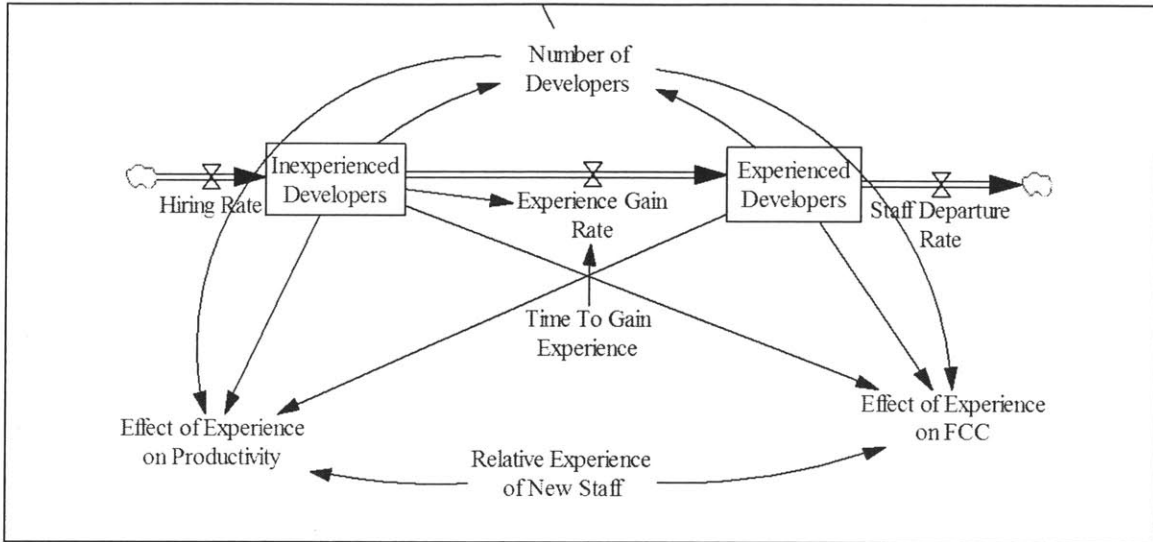 Number of
Developers
Inexperienced
Developers
Experienced
Developers
Hiring Rate
Experience Gain
Rate
Staff Departure
Rate
Time To Gain
Experience
Effect of Experience
on Productivity
Effect of Experience
on FCC
Relative Experience
of New Staff